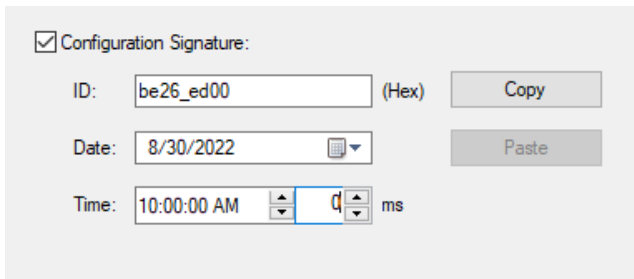 Configuration Signature:
ID: be26_ed00 (Hex) Copy
Date: 8/30/2022 Paste
Time: 10:00:00 AM 0 ms